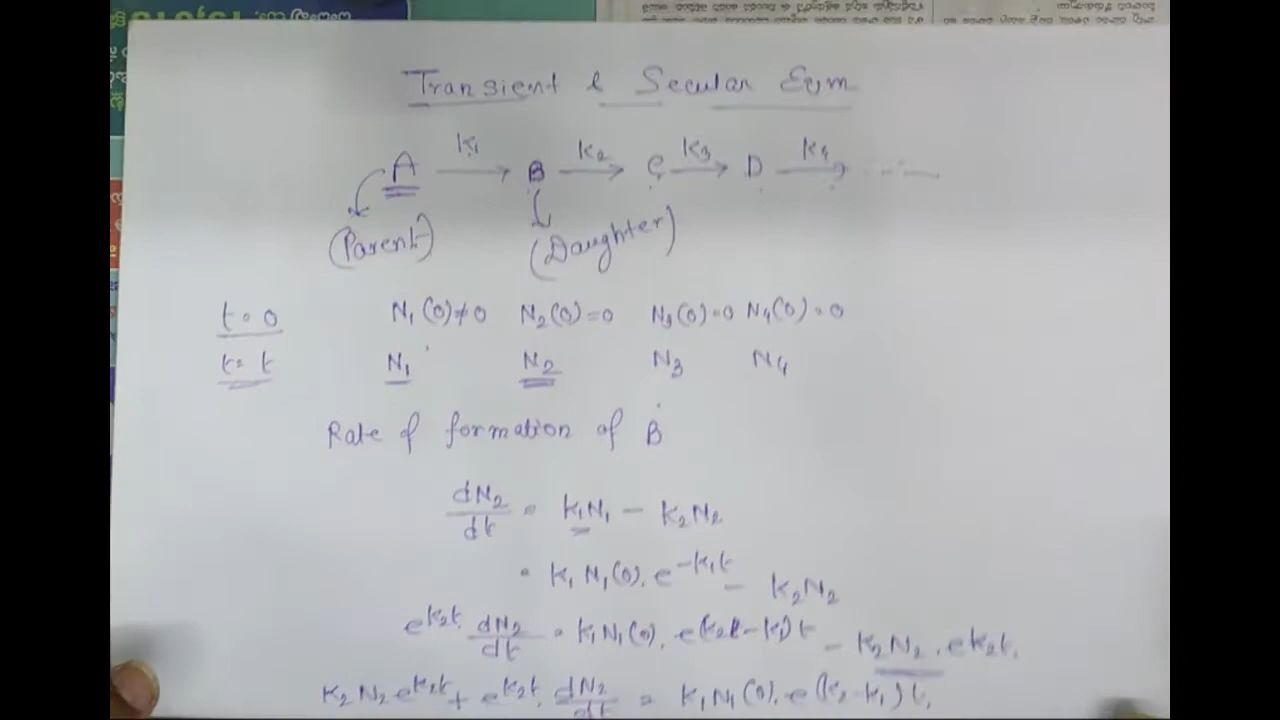 Transient & Secular Eqm
A K1 → B K2 → C K3 → D K4 → ......
(Parent) (Daughter)
t = 0 N1(0)≠0 N2(0)=0 N3(0)=0 N4(0)=0
t = t N1 N2 N3 N4
Rate of formation of B
dN2/dt = K1N1 – K2N2
= K1 N1(0). e^-K1t – K2N2
e^K2t. dN2/dt = K1N1(0). e^(K2-K1)t – K2N2. e^K2t.
K2N2 e^K2t + e^K2t. dN2/dt = K1N1(0). e^(K2-K1)t.